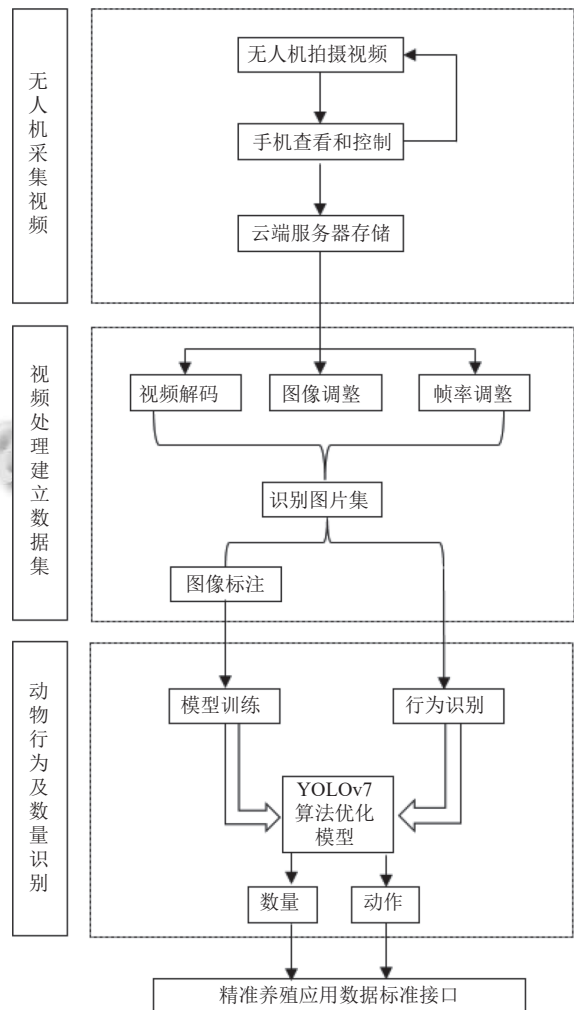 无人机采集视频
无人机拍摄视频
手机查看和控制
云端服务器存储
视频处理建立数据集
视频解码
图像调整
帧率调整
识别图片集
图像标注
动物行为及数量识别
模型训练
行为识别
YOLOv7
算法优化
模型
数量
动作
精准养殖应用数据标准接口